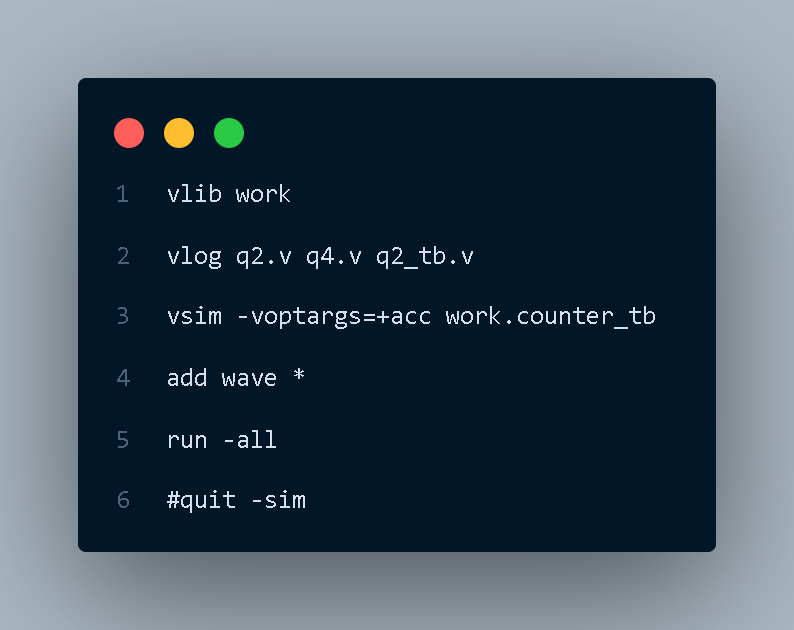 1 vlib work
2 vlog q2.v q4.v q2_tb.v
3 vsim -voptargs=+acc work.counter_tb
4 add wave *
5 run -all
6 #quit -sim